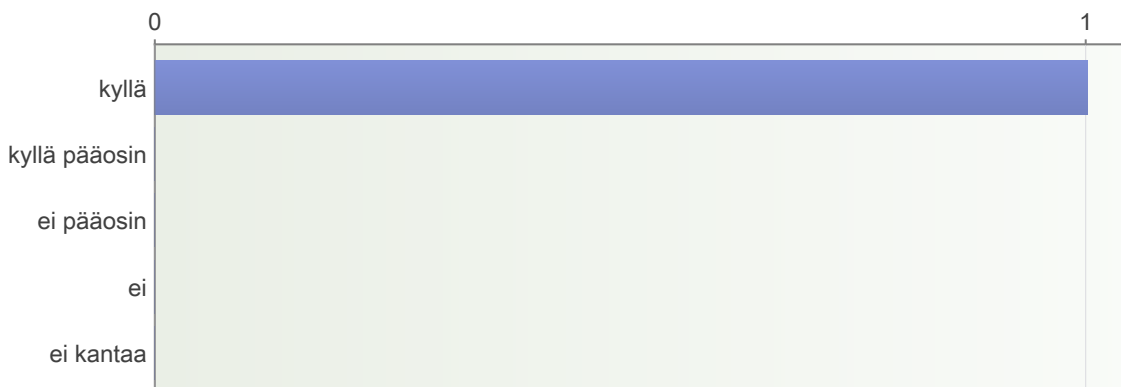 0 1
kyllä
kyllä pääosin
ei pääosin
ei
ei kantaa